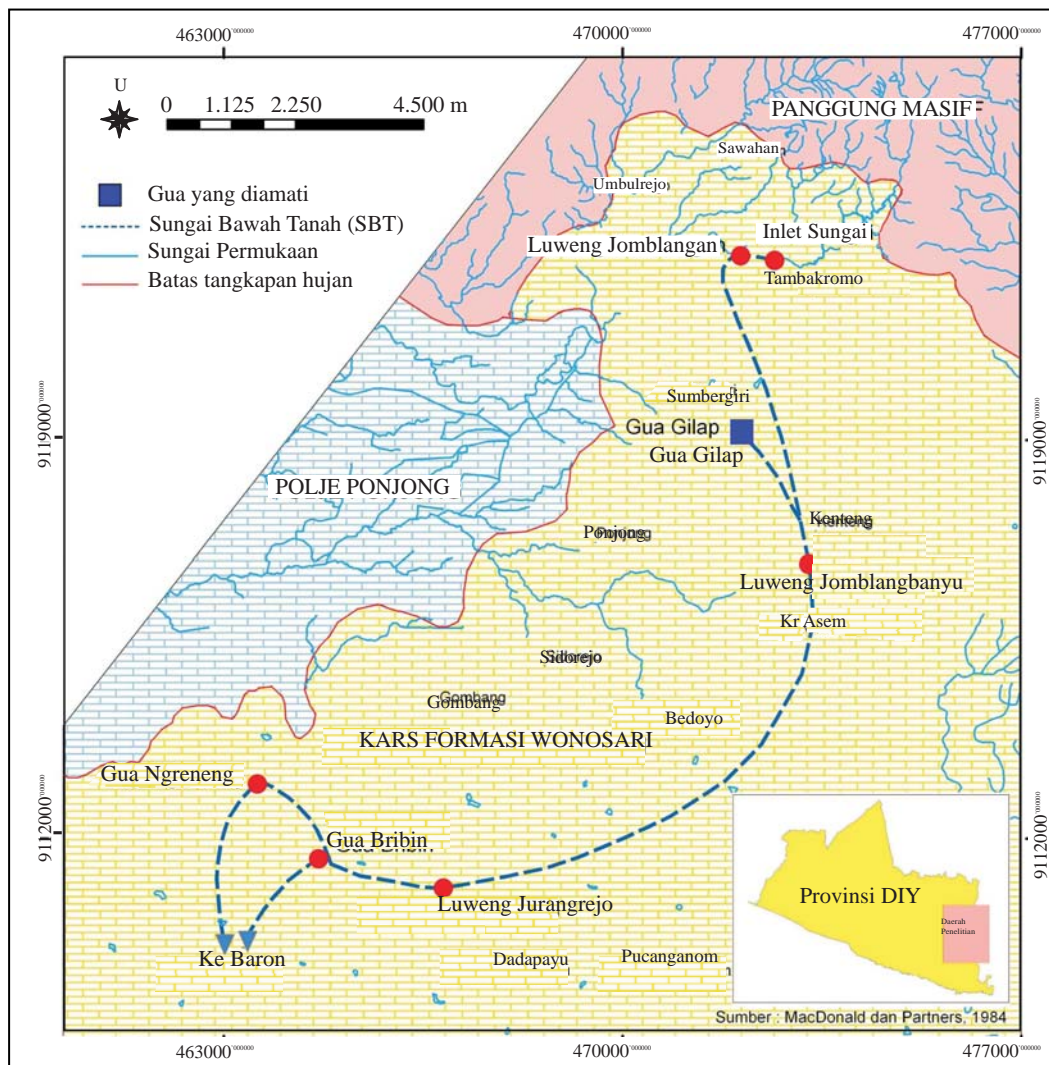 463000°°°°°°
470000°°°°°°
477000°°°°°°
U
0 1.125 2.250 4.500 m
PANGGUNG MASIF
Sawahan
Umbulrejo
Gua yang diamati
Sungai Bawah Tanah (SBT)
Sungai Permukaan
Batas tangkapan hujan
Luweng Jomblangan
Inlet Sungai
Tambakromo
9119000°°°°°°
9119000°°°°°°
Sumbergiri
Gua Gilap
Gua Gilap
POLJE PONJONG
Ponjong
Kenteng
Luweng Jomblangbanyu
Kr Asem
Sidorejo
Gombang
Gombang
Bedoyo
KARS FORMASI WONOSARI
Gua Ngreneng
9112000°°°°°°
9112000°°°°°°
Gua Bribin
Gua Bribin
Luweng Jurangrejo
Ke Baron
Dadapayu
Pucanganom
Provinsi DIY
Daerah
Penelitian
Sumber : MacDonald dan Partners, 1984
463000°°°°°°
470000°°°°°°
477000°°°°°°